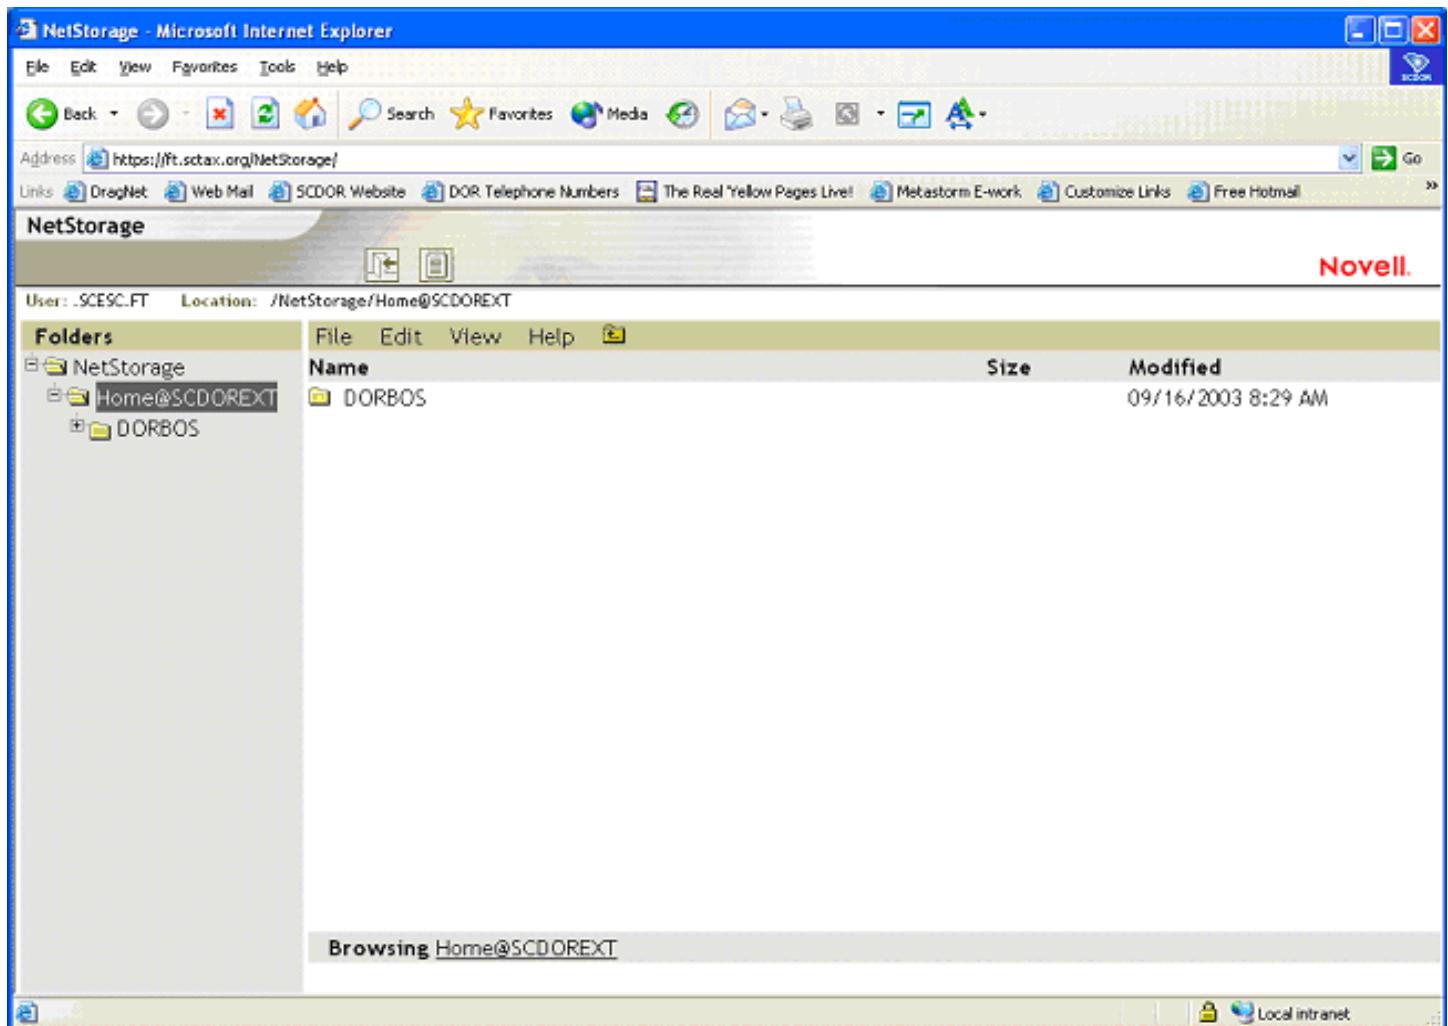 NetStorage - Microsoft Internet Explorer
File Edit View Favorites Tools Help
SCDOR
Back Search Favorites Media
Address https://ft.sctax.org/NetStorage/ Go
Links DragNet Web Mail SCDOR Website DOR Telephone Numbers The Real Yellow Pages Live! Metastorm E-work Customize Links Free Hotmail »
NetStorage
Novell.
User: .SCESC.FT Location: /NetStorage/Home@SCDOREXT
Folders File Edit View Help
NetStorage Name Size Modified
Home@SCDOREXT DORBOS 09/16/2003 8:29 AM
DORBOS
Browsing Home@SCDOREXT
Local intranet